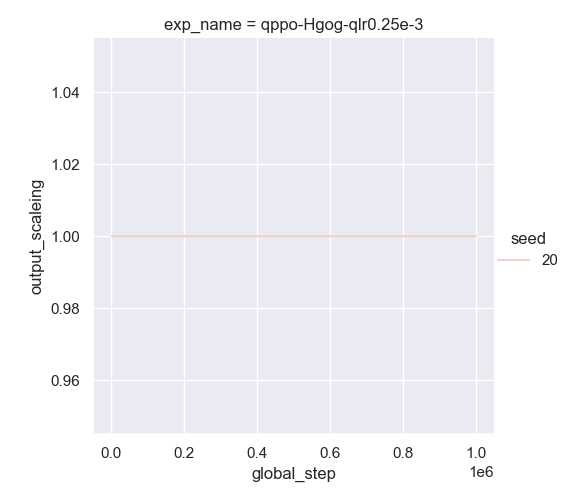 exp_name = qppo-Hgog-qlr0.25e-3
output_scaleing
1.04
1.02
1.00
0.98
0.96
0.0 0.2 0.4 0.6 0.8 1.0
1e6
global_step
seed
20